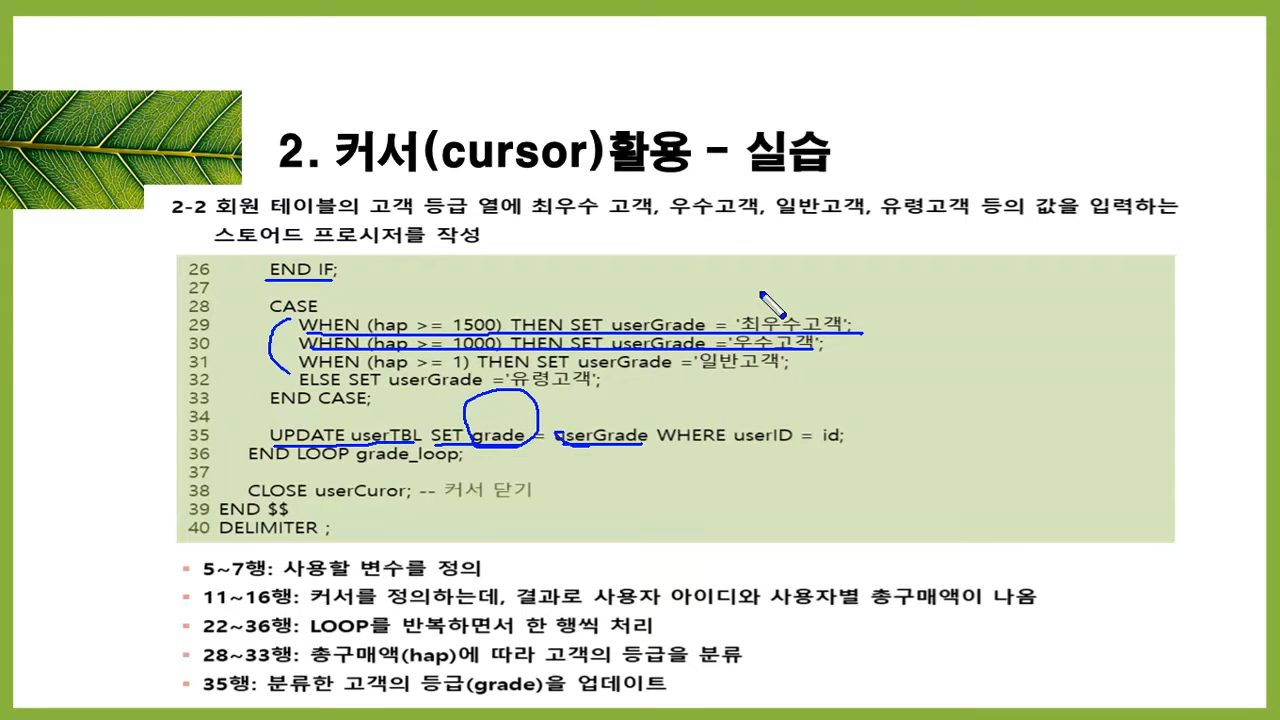 2. 커서(cursor)활용 - 실습
2-2 회원 테이블의 고객 등급 열에 최우수 고객, 우수고객, 일반고객, 유령고객 등의 값을 입력하는
스토어드 프로시저를 작성
26 END IF;
27
28 CASE
29 WHEN (hap >= 1500) THEN SET userGrade = '최우수고객';
30 WHEN (hap >= 1000) THEN SET userGrade ='우수고객';
31 WHEN (hap >= 1) THEN SET userGrade ='일반고객';
32 ELSE SET userGrade ='유령고객';
33 END CASE;
34
35 UPDATE userTBL SET grade = userGrade WHERE userID = id;
36 END LOOP grade_loop;
37
38 CLOSE userCuror; -- 커서 닫기
39 END $$
40 DELIMITER ;
▪ 5~7행: 사용할 변수를 정의
▪ 11~16행: 커서를 정의하는데, 결과로 사용자 아이디와 사용자별 총구매액이 나옴
▪ 22~36행: LOOP를 반복하면서 한 행씩 처리
▪ 28~33행: 총구매액(hap)에 따라 고객의 등급을 분류
▪ 35행: 분류한 고객의 등급(grade)을 업데이트